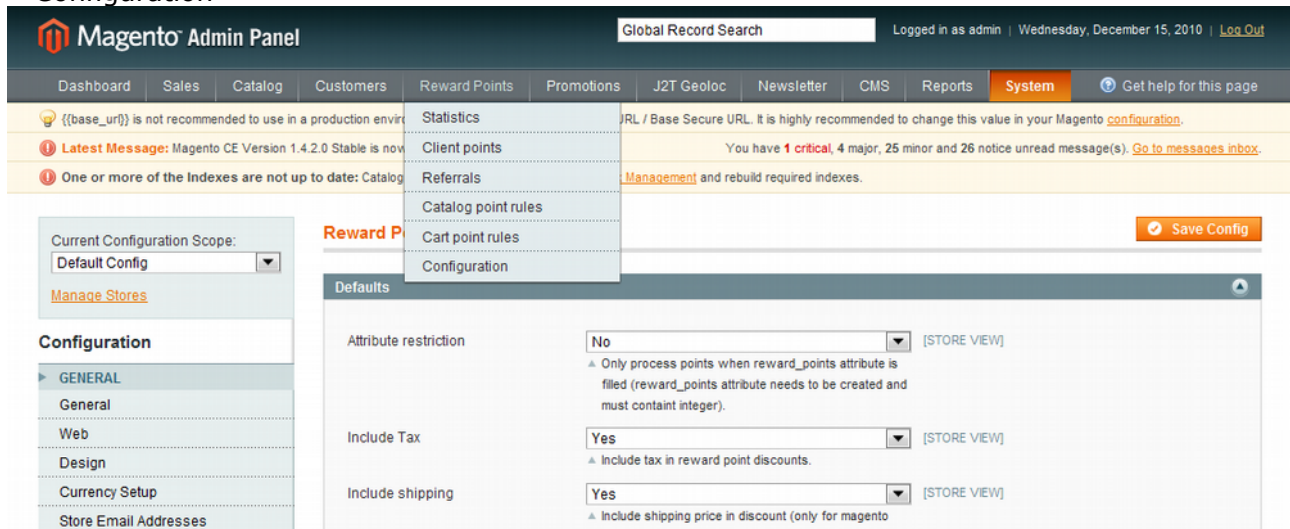 Configuration
Magento Admin Panel
Global Record Search
Logged in as admin | Wednesday, December 15, 2010 | Log Out
Dashboard Sales Catalog Customers Reward Points Promotions J2T Geoloc Newsletter CMS Reports System Get help for this page
Statistics
Client points
Referrals
Catalog point rules
Cart point rules
Configuration
{{base_url}} is not recommended to use in a production URL / Base Secure URL. It is highly recommended to change this value in your Magento configuration.
Latest Message: Magento CE Version 1.4.2.0 Stable is now You have 1 critical, 4 major, 25 minor and 26 notice unread message(s). Go to messages inbox.
One or more of the Indexes are not up to date: Catalog Management and rebuild required indexes.
Current Configuration Scope:
Default Config
Manage Stores
Configuration
GENERAL
General
Web
Design
Currency Setup
Store Email Addresses
Reward
Save Config
Defaults
Attribute restriction No [STORE VIEW]
Only process points when reward_points attribute is
filled (reward_points attribute needs to be created and
must containt integer).
Include Tax Yes [STORE VIEW]
Include tax in reward point discounts.
Include shipping Yes [STORE VIEW]
Include shipping price in discount (only for magento